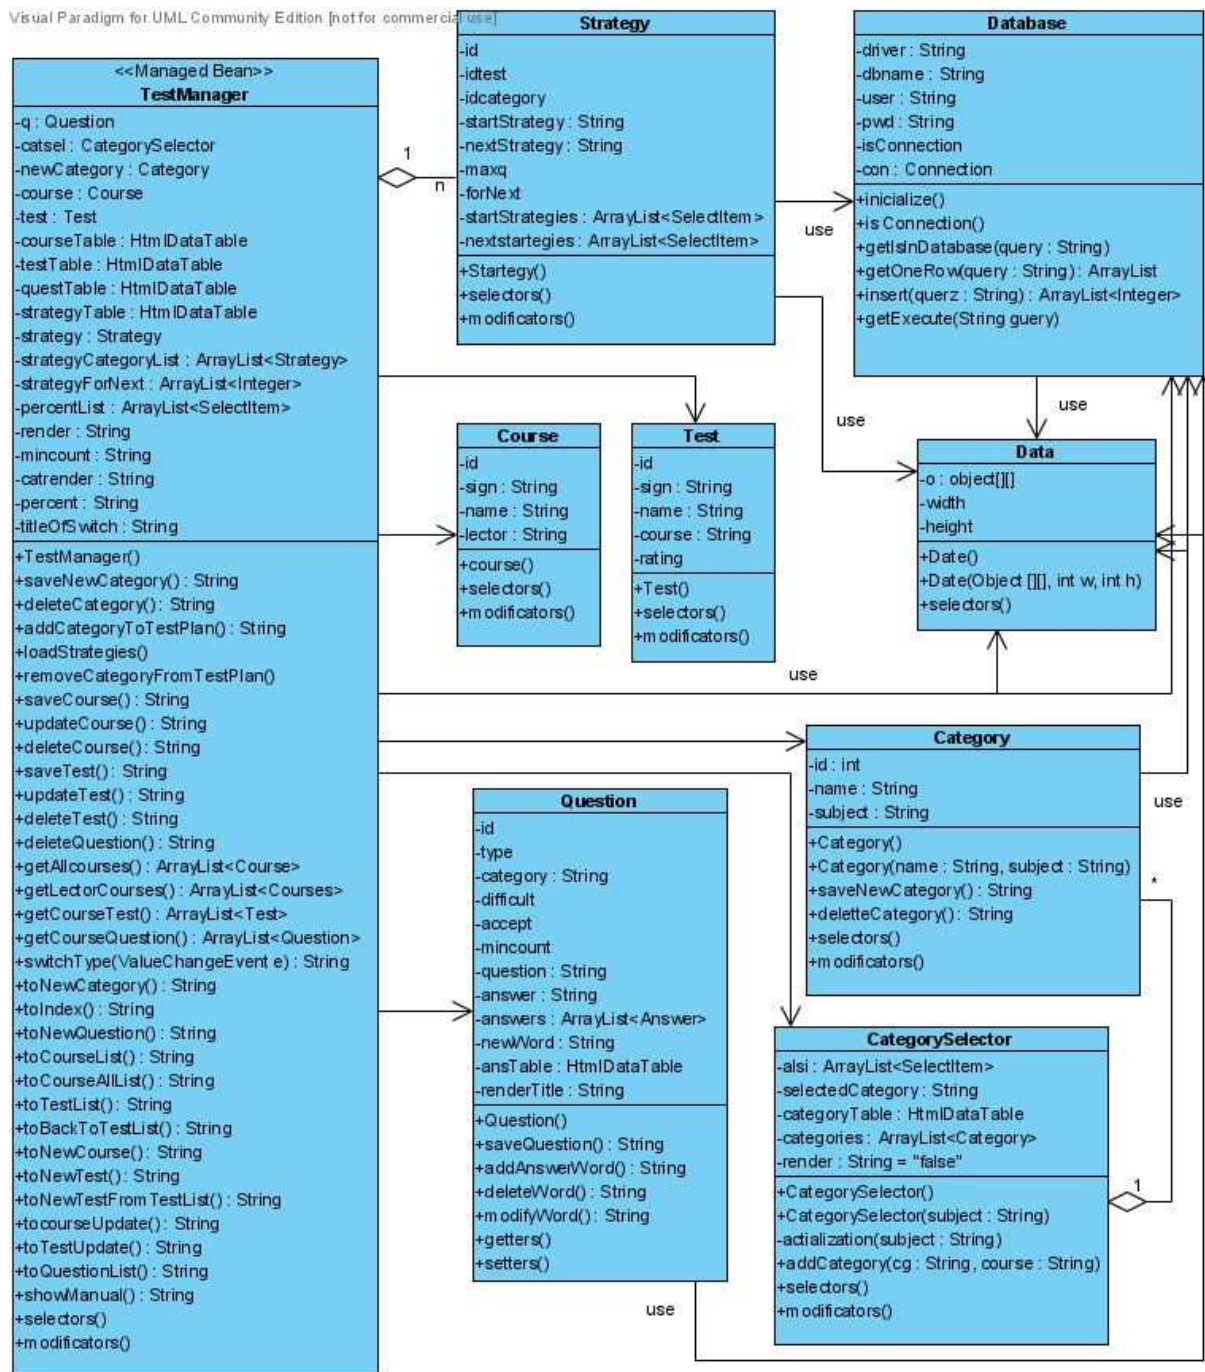 Visual Paradigm for UML Community Edition [not for commercial use]
<<Managed Bean>>
TestManager
-q : Question
-catsel : CategorySelector
-newCategory : Category
-course : Course
-test : Test
-courseTable : HtmlDataTable
-testTable : HtmlDataTable
-questTable : HtmlDataTable
-strategyTable : HtmlDataTable
-strategy : Strategy
-strategyCategoryList : ArrayList<Strategy>
-strategyForNext : ArrayList<Integer>
-percentList : ArrayList<SelectItem>
-render : String
-mincount : String
-catrender : String
-percent : String
-titleOfSwitch : String
+TestManager()
+saveNewCategory() : String
+deleteCategory() : String
+addCategoryToTestPlan() : String
+loadStrategies()
+removeCategoryFromTestPlan()
+saveCourse() : String
+updateCourse() : String
+deleteCourse() : String
+saveTest() : String
+updateTest() : String
+deleteTest() : String
+deleteQuestion() : String
+getAllcourses() : ArrayList<Course>
+getLectorCourses() : ArrayList<Courses>
+getCourseTest() : ArrayList<Test>
+getCourseQuestion() : ArrayList<Question>
+switchType(ValueChangeEvent e) : String
+toNewCategory() : String
+toIndex() : String
+toNewQuestion() : String
+toCourseList() : String
+toCourseAllList() : String
+toTestList() : String
+toBackToTestList() : String
+toNewCourse() : String
+toNewTest() : String
+toNewTestFromTestList() : String
+tocourseUpdate() : String
+toTestUpdate() : String
+toQuestionList() : String
+showManual() : String
+selectors()
+modificators()
1
n
Strategy
-id
-idtest
-idcategory
-startStrategy : String
-nextStrategy : String
-maxq
-forNext
-startStrategies : ArrayList<SelectItem>
-nextstartegies : ArrayList<SelectItem>
+Startegy()
+selectors()
+modificators()
use
use
Database
-driver : String
-dbname : String
-user : String
-pwd : String
-isConnection
-con : Connection
+inicialize()
+is Connection()
+getIsInDatabase(query : String)
+getOneRow(query : String) : ArrayList
+insert(querz : String) : ArrayList<Integer>
+getExecute(String guery)
use
Course
-id
-sign : String
-name : String
-lector : String
+course()
+selectors()
+modificators()
Test
-id
-sign : String
-name : String
-course : String
-rating
+Test()
+selectors()
+modificators()
Data
-o : object[][]
-width
-height
+Date()
+Date(Object [][], int w, int h)
+selectors()
use
Category
-id : int
-name : String
-subject : String
+Category()
+Category(name : String, subject : String)
+saveNewCategory() : String
+deletteCategory() : String
+selectors()
+modificators()
use
*
Question
-id
-type
-category : String
-difficult
-accept
-mincount
-question : String
-answer : String
-answers : ArrayList<Answer>
-newWord : String
-ansTable : HtmlDataTable
-renderTitle : String
+Question()
+saveQuestion() : String
+addAnswerWord() : String
+deleteWord() : String
+modifyWord() : String
+getters()
+setters()
use
CategorySelector
-alsi : ArrayList<SelectItem>
-selectedCategory : String
-categoryTable : HtmlDataTable
-categories : ArrayList<Category>
-render : String = "false"
+CategorySelector()
+CategorySelector(subject : String)
-actialization(subject : String)
+addCategory(cg : String, course : String)
+selectors()
+modificators()
1